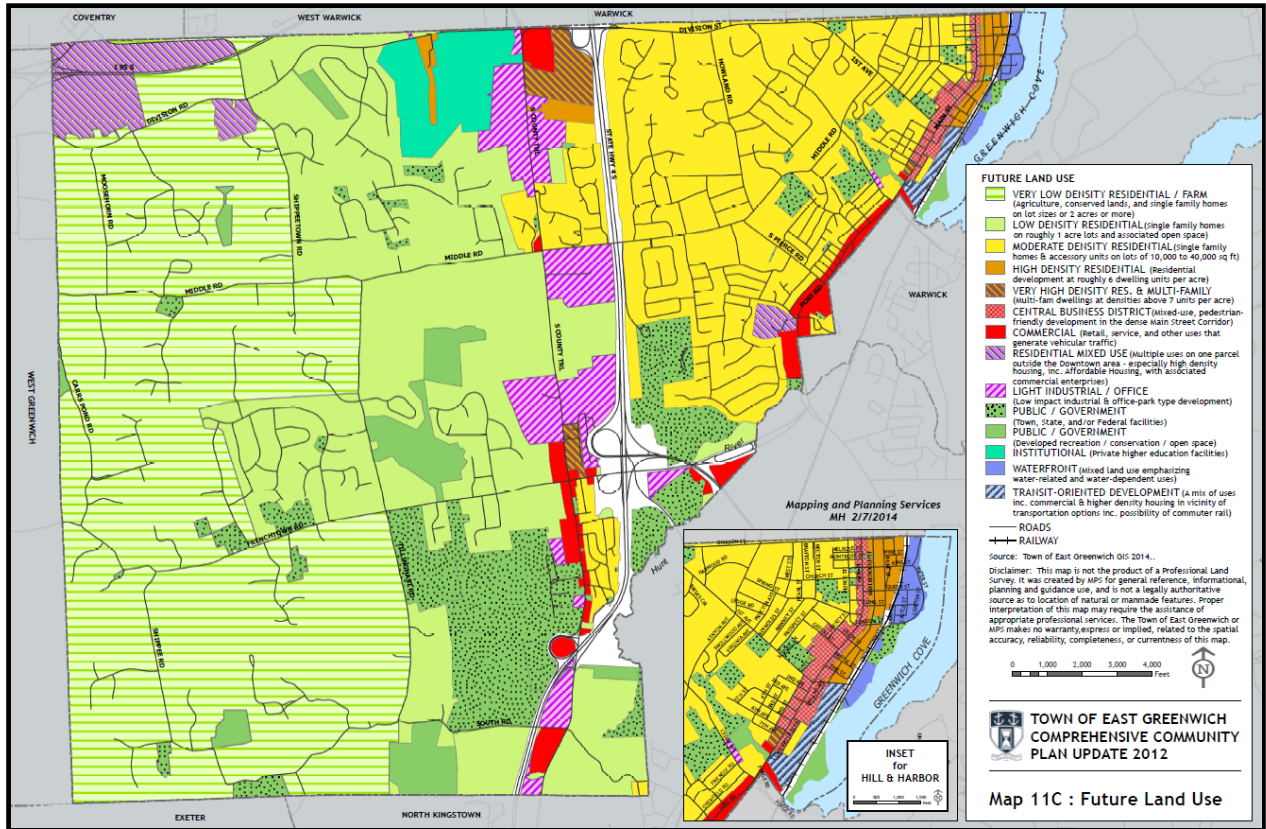 COVENTRY
WEST WARWICK
WARWICK
I 95 S
DIVISION RD
DIVISION ST
HOWLAND RD
1ST AVE
MAIN ST
GREENWICH COVE
S COUNTY TRL
STATE HWY 4 S
MIDDLE RD
MOOSEHORN RD
SHIPPEETOWN RD
MIDDLE RD
MIDDLE RD
S PIERCE RD
POST RD
WARWICK
S COUNTY TRL
WEST GREENWICH
CARRS POND RD
River
Hunt
FRENCHTOWN RD
TILLINGHAST RD
SHIPPEE RD
SOUTH RD
EXETER
NORTH KINGSTOWN
FUTURE LAND USE
VERY LOW DENSITY RESIDENTIAL / FARM
(Agriculture, conserved lands, and single family homes
on lot sizes or 2 acres or more)
LOW DENSITY RESIDENTIAL (Single family homes
on roughly 1 acre lots and associated open space)
MODERATE DENSITY RESIDENTIAL (Single family
homes & accessory units on lots of 10,000 to 40,000 sq ft)
HIGH DENSITY RESIDENTIAL (Residential
development at roughly 6 dwelling units per acre)
VERY HIGH DENSITY RES. & MULTI-FAMILY
(Multi-fam dwellings at densities above 7 units per acre)
CENTRAL BUSINESS DISTRICT (Mixed-use, pedestrian-
friendly development in the dense Main Street Corridor)
COMMERCIAL (Retail, service, and other uses that
generate vehicular traffic)
RESIDENTIAL MIXED USE (Multiple uses on one parcel
outside the Downtown area - especially high density
housing, inc. Affordable Housing, with associated
commercial enterprises)
LIGHT INDUSTRIAL / OFFICE
(Low impact industrial & office-park type development)
PUBLIC / GOVERNMENT
(Town, State, and/or Federal facilities)
PUBLIC / GOVERNMENT
(Developed recreation / conservation / open space)
INSTITUTIONAL (Private higher education facilities)
WATERFRONT (Mixed land use emphasizing
water-related and water-dependent uses)
TRANSIT-ORIENTED DEVELOPMENT (A mix of uses
inc. commercial & higher density housing in vicinity of
transportation options inc. possibility of commuter rail)
ROADS
RAILWAY
Source: Town of East Greenwich GIS 2014..
Disclaimer: This map is not the product of a Professional Land
Survey. It was created by MPS for general reference, informational,
planning and guidance use, and is not a legally authoritative
source as to location of natural or manmade features. Proper
interpretation of this map may require the assistance of
appropriate professional services. The Town of East Greenwich or
MPS makes no warranty,express or implied, related to the spatial
accuracy, reliability, completeness, or currentness of this map.
0 1,000 2,000 3,000 4,000
Feet
N
TOWN OF EAST GREENWICH
COMPREHENSIVE COMMUNITY
PLAN UPDATE 2012
Map 11C : Future Land Use
Mapping and Planning Services
MH 2/7/2014
GREENWICH COVE
DIVISION ST
CHURCH ST
QUEEN ST
LONG ST
LONDON ST
KING ST
SPRING
INSET
for
HILL & HARBOR
Feet